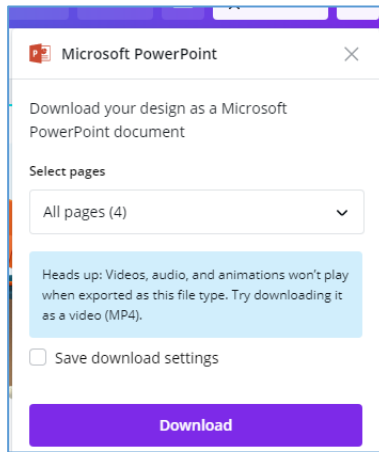 Microsoft PowerPoint
Download your design as a Microsoft
PowerPoint document
Select pages
All pages (4)
Heads up: Videos, audio, and animations won't play
when exported as this file type. Try downloading it
as a video (MP4).
Save download settings
Download